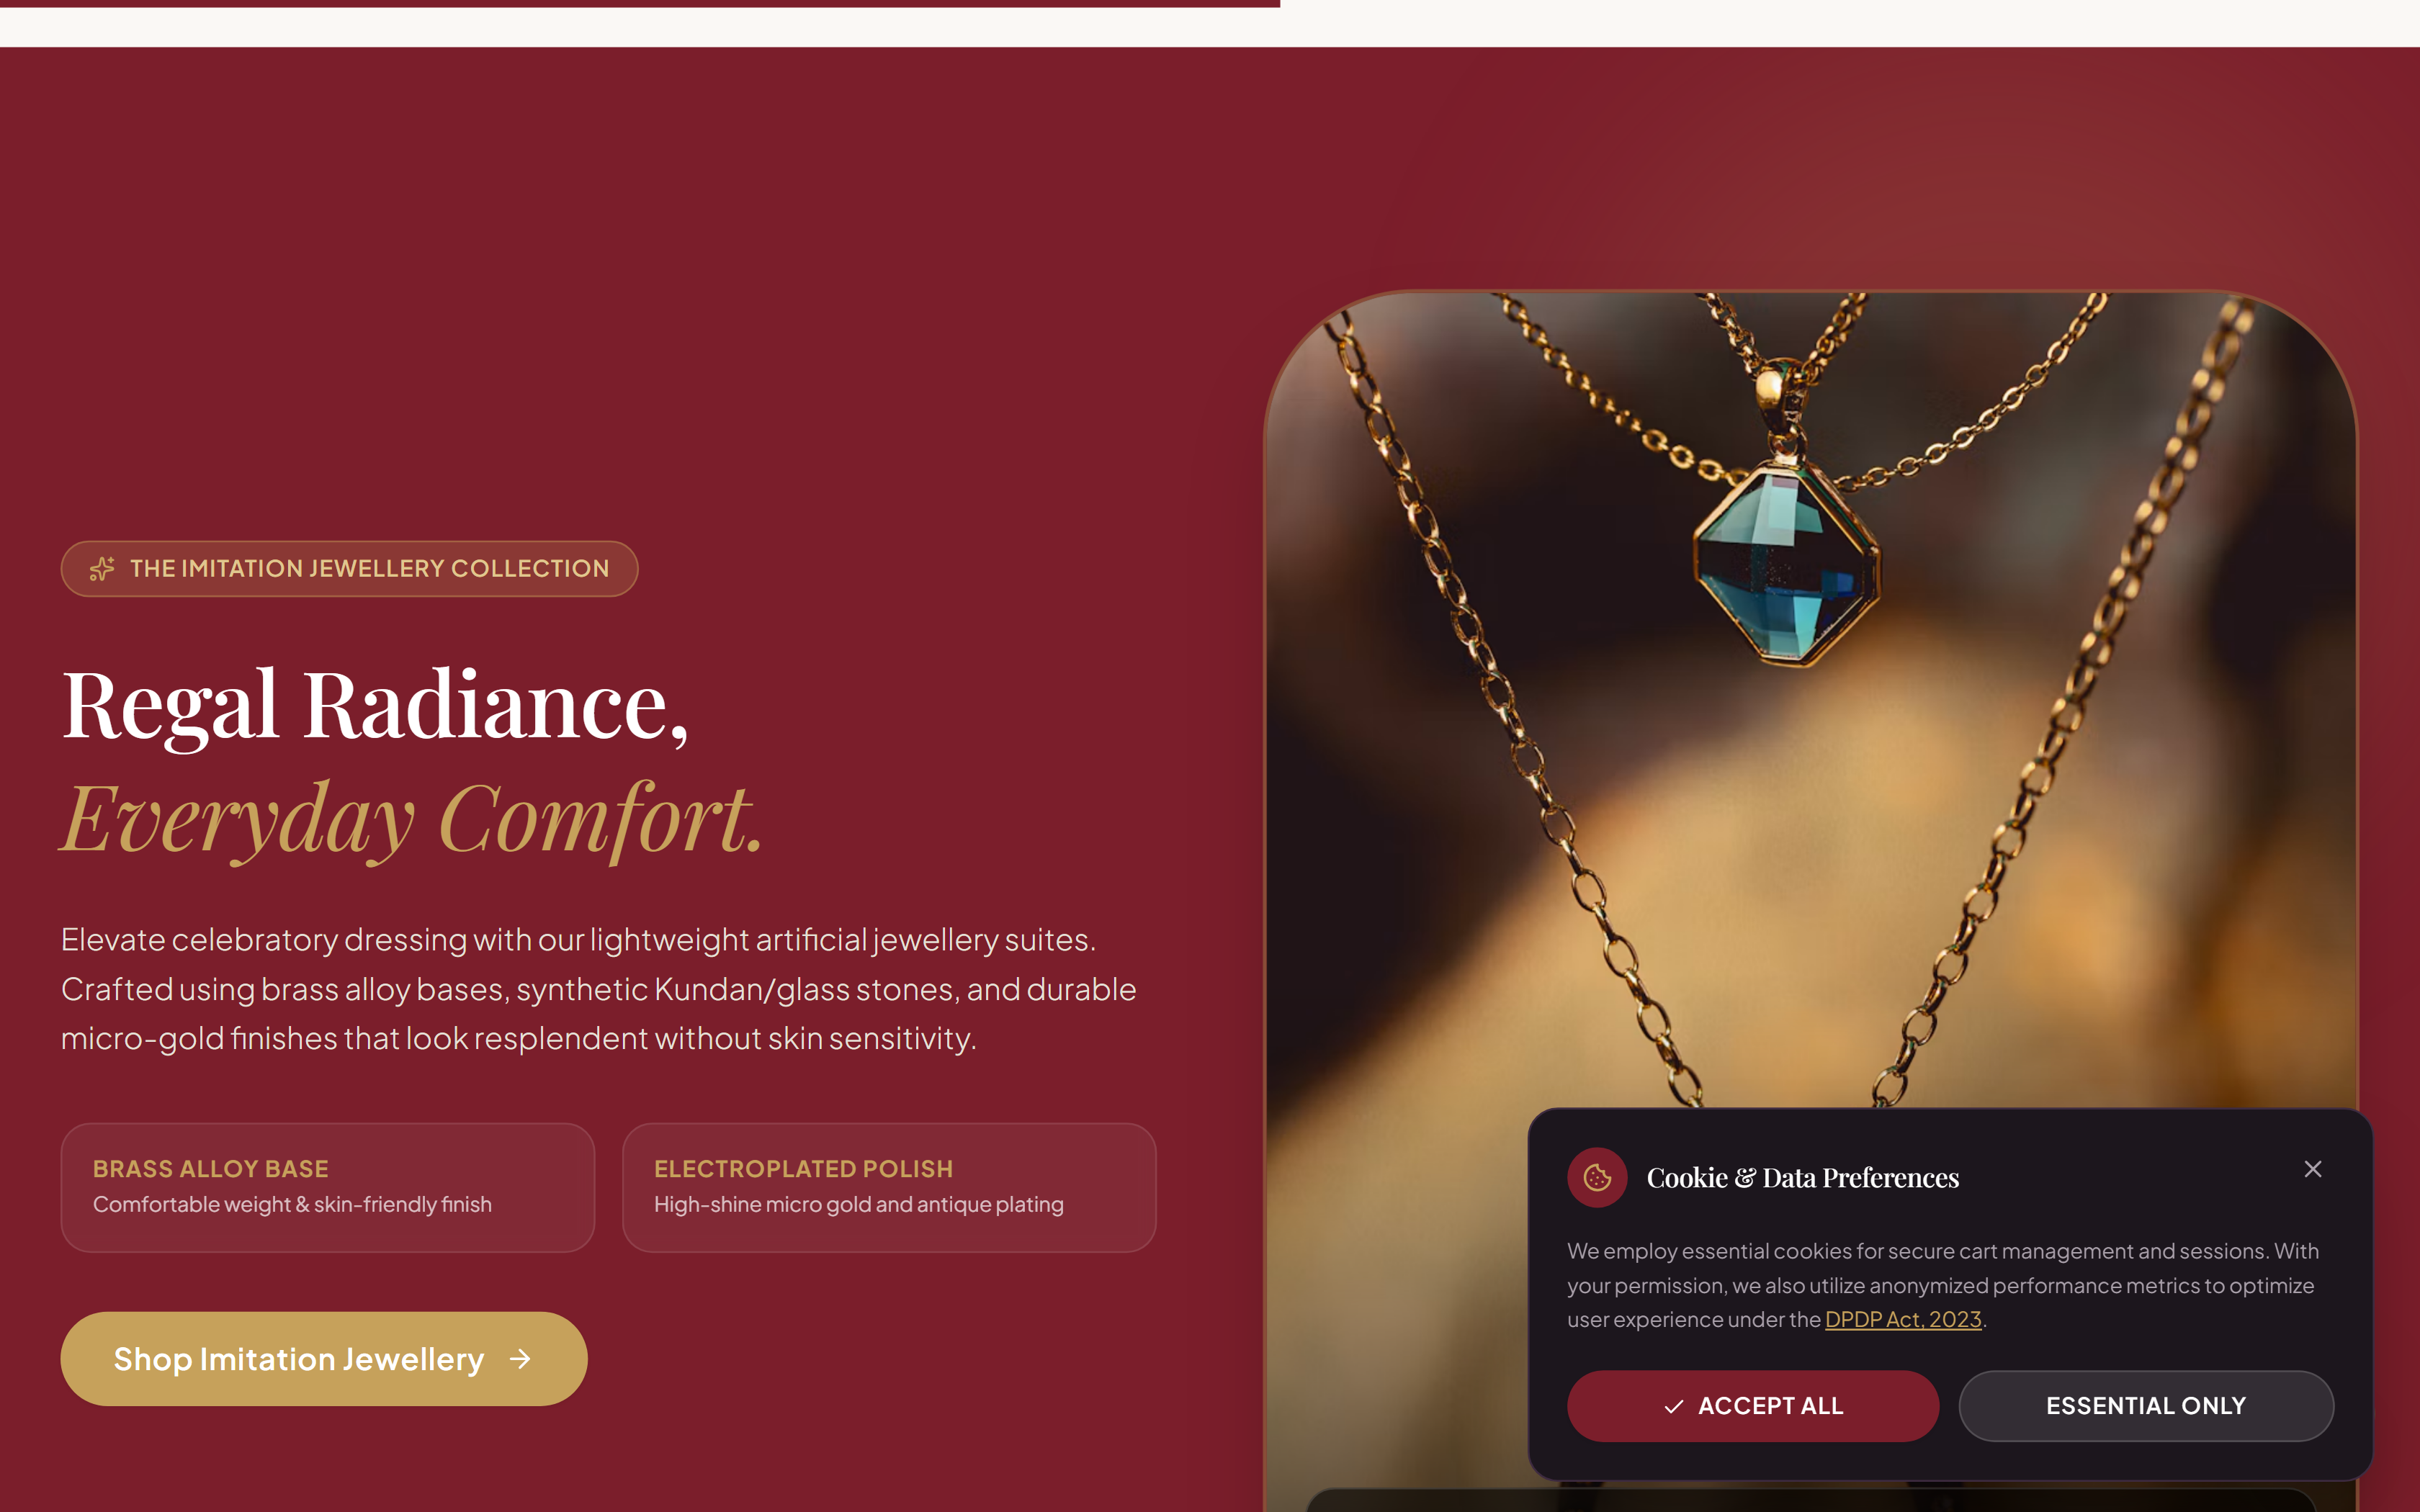 THE IMITATION JEWELLERY COLLECTION
Regal Radiance,
Everyday Comfort.
Elevate celebratory dressing with our lightweight artificial jewellery suites.
Crafted using brass alloy bases, synthetic Kundan/glass stones, and durable
micro-gold finishes that look resplendent without skin sensitivity.
BRASS ALLOY BASE
Comfortable weight & skin-friendly finish
ELECTROPLATED POLISH
High-shine micro gold and antique plating
Shop Imitation Jewellery
Cookie & Data Preferences
We employ essential cookies for secure cart management and sessions. With
your permission, we also utilize anonymized performance metrics to optimize
user experience under the DPDP Act, 2023.
ACCEPT ALL
ESSENTIAL ONLY